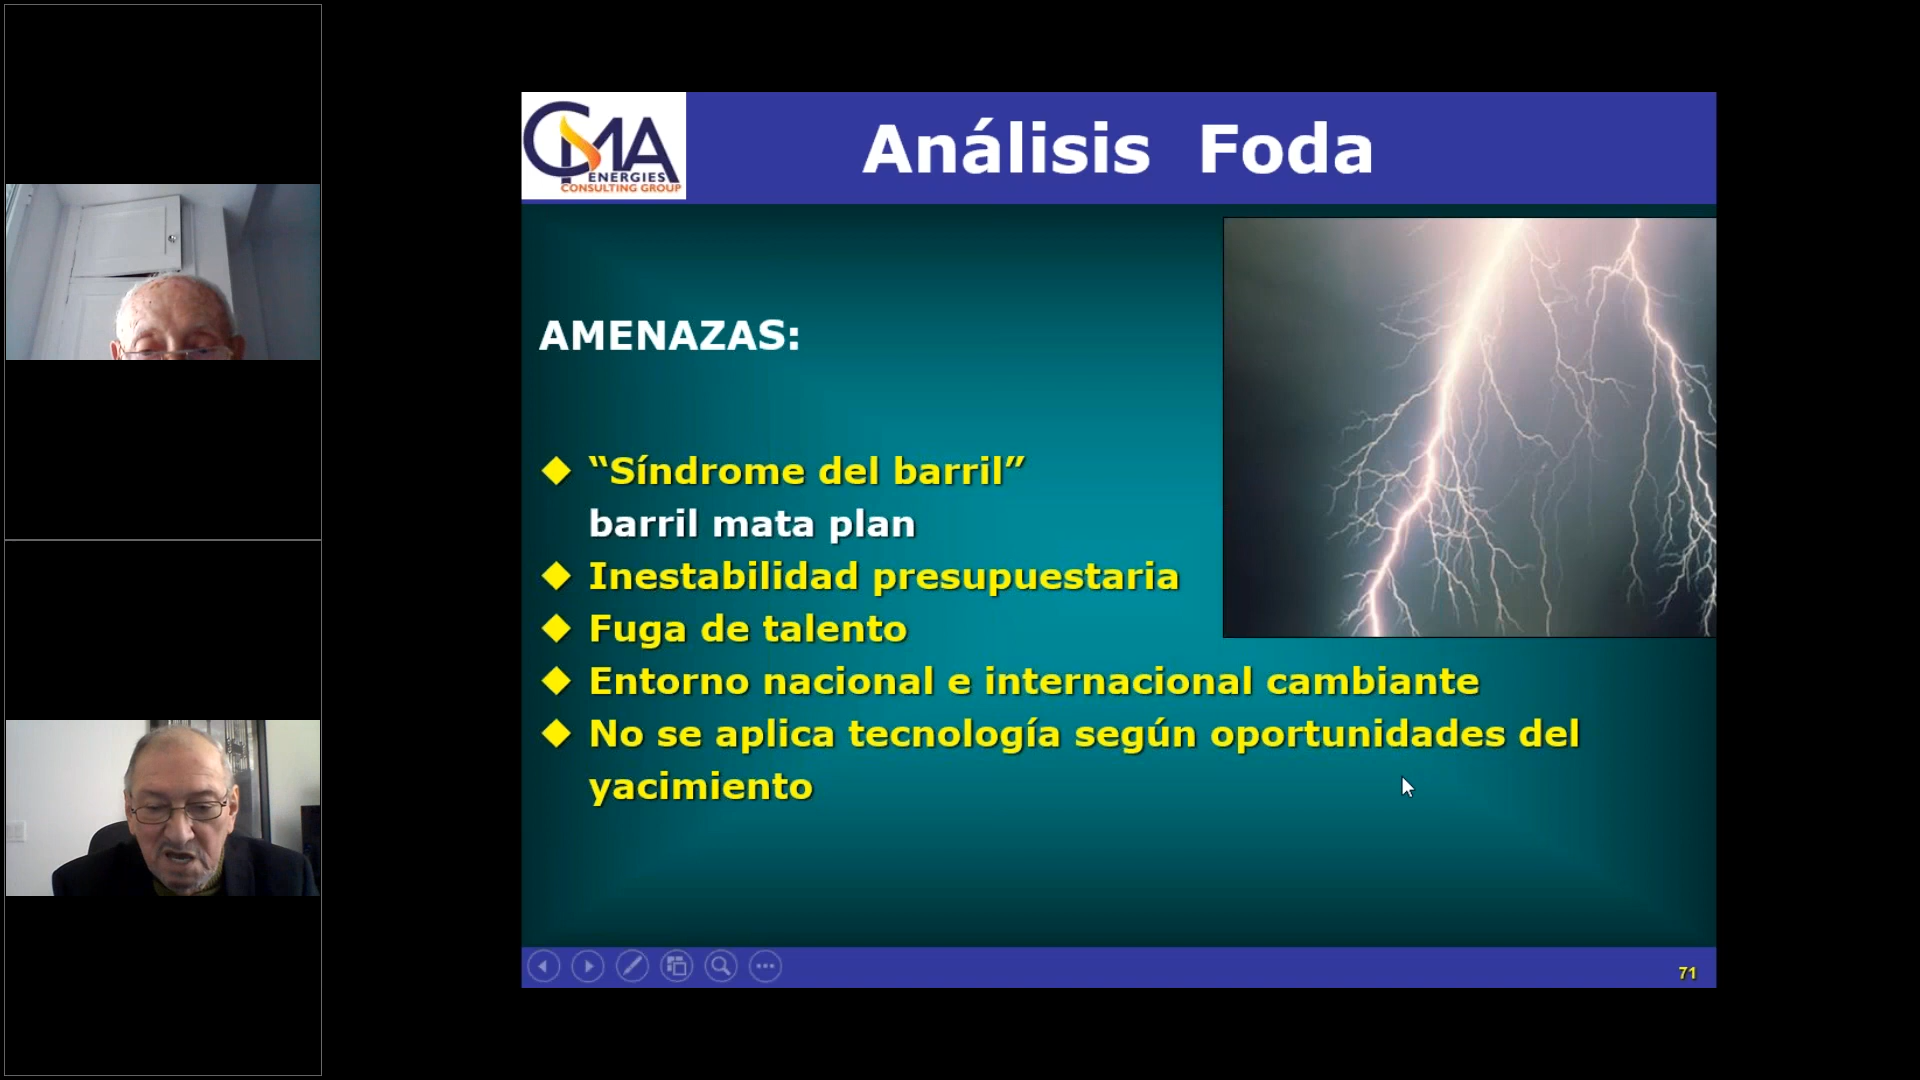 CMA
ENERGIES
CONSULTING GROUP
Análisis Foda
AMENAZAS:
“Síndrome del barril”
barril mata plan
Inestabilidad presupuestaria
Fuga de talento
Entorno nacional e internacional cambiante
No se aplica tecnología según oportunidades del
yacimiento
71